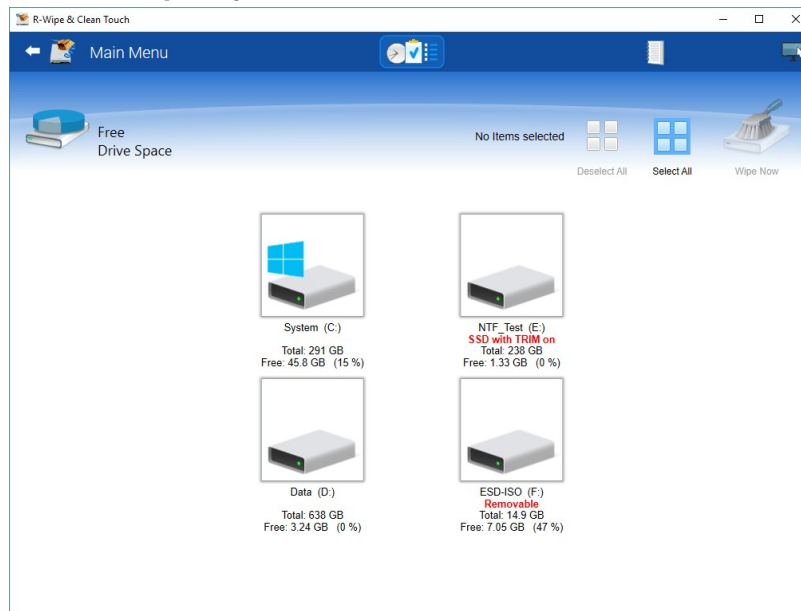 R-Wipe & Clean Touch
Main Menu
Free
Drive Space
No Items selected
Deselect All
Select All
Wipe Now
System (C:)
Total: 291 GB
Free: 45.8 GB (15 %)
NTF_Test (E:)
SSD with TRIM on
Total: 238 GB
Free: 1.33 GB (0 %)
Data (D:)
Total: 638 GB
Free: 3.24 GB (0 %)
ESD-ISO (F:)
Removable
Total: 14.9 GB
Free: 7.05 GB (47 %)